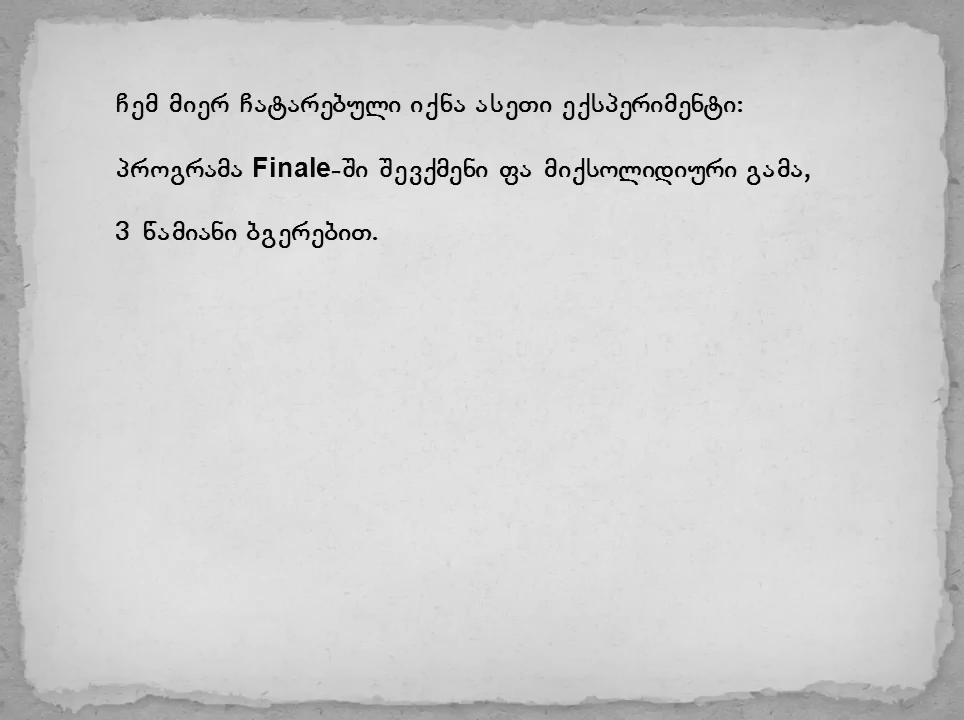 ჩემ მიერ ჩატარებული იქნა ასეთი ექსპერიმენტი:
პროგრამა Finale-ში შევქმენი ფა მიქსოლიდიური გამა,
3 წამიანი ბგერებით.